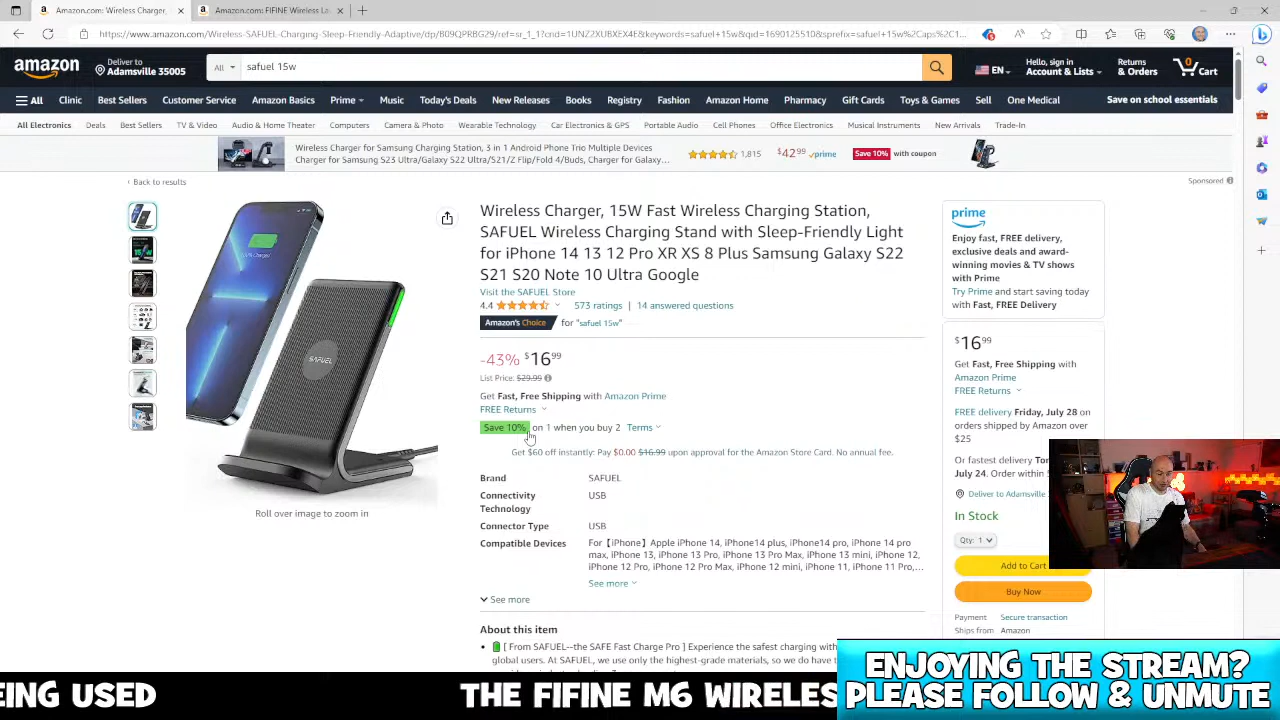 Amazon.com: Wireless Charger,
Amazon.com: FIFINE Wireless L
https://www.amazon.com/Wireless-SAFUEL-Charging-Sleep-Friendly-Adaptive/dp/
amazon
Deliver to
Adamsville 35005
All
safuel 15w
EN
Hello, sign in
Account & Lists
Returns
& Orders
0
Cart
All
Clinic
Best Sellers
Customer Service
Amazon Basics
Prime
Music
Today's Deals
New Releases
Books
Registry
Fashion
Amazon Home
Pharmacy
Gift Cards
Toys & Games
Sell
One Medical
Save on school essentials
All Electronics
Deals
Best Sellers
TV & Video
Audio & Home Theater
Computers
Camera & Photo
Wearable Technology
Car Electronics & GPS
Portable Audio
Cell Phones
Office Electronics
Musical Instruments
New Arrivals
Trade-In
Wireless Charger for Samsung Charging Station, 3 in 1 Android Phone Trio Multiple Devices
Charger for Samsung S23 Ultra/Galaxy S22 Ultra/S21/Z Flip/Fold 4/Buds, Charger for Galaxy...
1,815
$42.99
prime
Save 10% with coupon
‹ Back to results
Sponsored
SAFUEL
Roll over image to zoom in
Wireless Charger, 15W Fast Wireless Charging Station,
SAFUEL Wireless Charging Stand with Sleep-Friendly Light
for iPhone 14 13 12 Pro XR XS 8 Plus Samsung Galaxy S22
S21 S20 Note 10 Ultra Google
Visit the SAFUEL Store
4.4
573 ratings | 14 answered questions
Amazon's Choice for "safuel 15w"
-43% $16.99
List Price: $29.99
Get Fast, Free Shipping with Amazon Prime
FREE Returns
Save 10% on 1 when you buy 2 Terms
Get $60 off instantly: Pay $0.00 $16.99 upon approval for the Amazon Store Card. No annual fee.
Brand SAFUEL
Connectivity USB
Technology
Connector Type USB
Compatible Devices For【iPhone】Apple iPhone 14, iPhone14 plus, iPhone14 pro, iPhone 14 pro
max, iPhone 13, iPhone 13 Pro, iPhone 13 Pro Max, iPhone 13 mini, iPhone 12,
iPhone 12 Pro, iPhone 12 Pro Max, iPhone 12 mini, iPhone 11, iPhone 11 Pro,...
See more
See more
About this item
[ From SAFUEL--the SAFE Fast Charge Pro ] Experience the safest charging
global users. At SAFUEL, we use only the highest-grade materials, so we do
prime
Enjoy fast, FREE delivery,
exclusive deals and award-
winning movies & TV shows
with Prime
Try Prime and start saving today
with Fast, FREE Delivery
$16.99
Get Fast, Free Shipping with
Amazon Prime
FREE Returns
FREE delivery Friday, July 28 on
orders shipped by Amazon over
$25
Or fastest delivery
July 24. Order within
Deliver to Adamsville
In Stock
Qty: 1
Add to Cart
Buy Now
Payment Secure transaction
Ships from Amazon
EING USED
THE FIFINE M6 WIRELES
ENJOYING THE STREAM?
PLEASE FOLLOW & UNMUTE